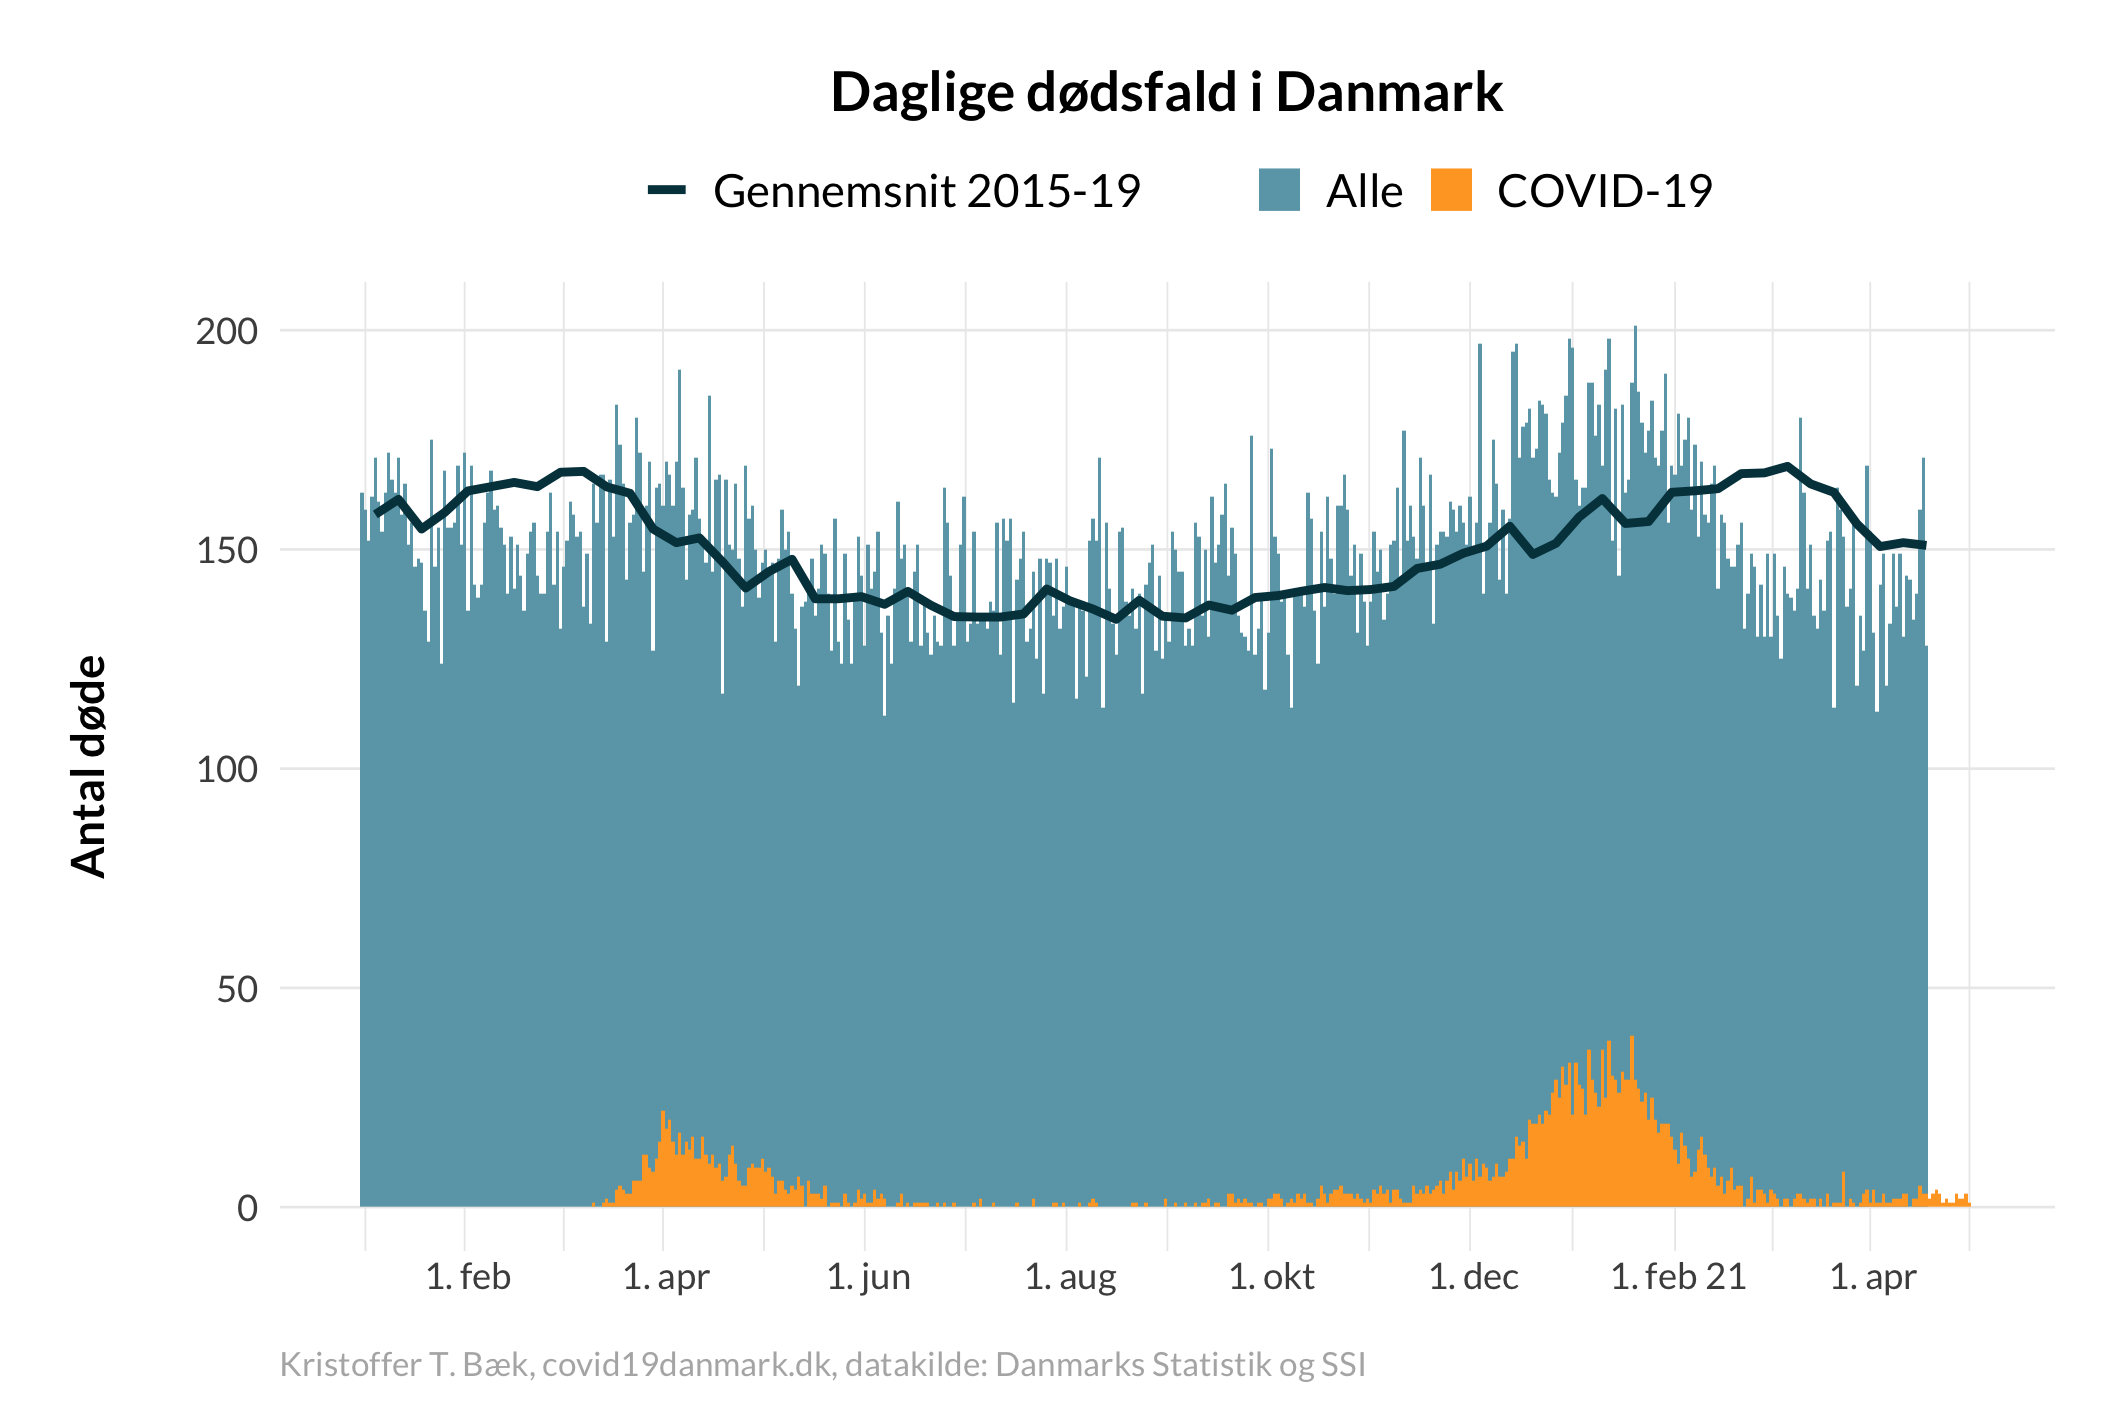 Daglige dødsfald i Danmark
Gennemsnit 2015-19 Alle COVID-19
Antal døde
200
150
100
50
0
1. feb 1. apr 1. jun 1. aug 1. okt 1. dec 1. feb 21 1. apr
Kristoffer T. Bæk, covid19danmark.dk, datakilde: Danmarks Statistik og SSI